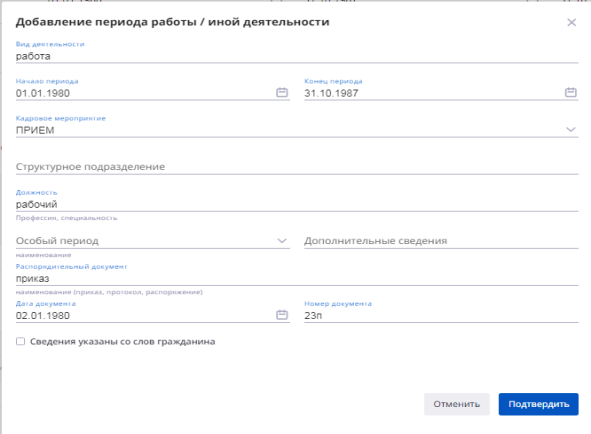 Добавление периода работы / иной деятельности
Вид деятельности
работа
Начало периода Конец периода
01.01.1980 31.10.1987
Кадровое мероприятие
ПРИЕМ
Структурное подразделение
Должность
рабочий
Профессия, специальность
Особый период Дополнительные сведения
наименование
Распорядительный документ
приказ
наименование (приказ, протокол, распоряжение)
Дата документа Номер документа
02.01.1980 23п
Сведения указаны со слов гражданина
Отменить Подтвердить